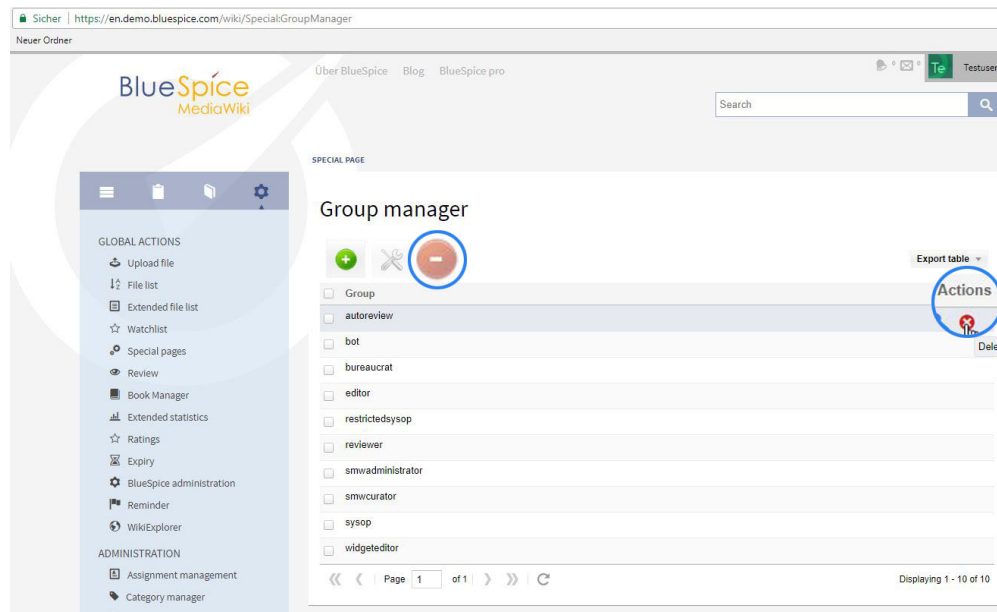 Sicher | https://en.demo.bluespice.com/wiki/Special:GroupManager
Neuer Ordner
BlueSpice
MediaWiki
Über BlueSpice Blog BlueSpice pro
Te Testuser
Search
SPECIAL PAGE
Group manager
GLOBAL ACTIONS
Upload file
File list
Extended file list
Watchlist
Special pages
Review
Book Manager
Extended statistics
Ratings
Expiry
BlueSpice administration
Reminder
WikiExplorer
ADMINISTRATION
Assignment management
Category manager
Export table
Group
Actions
autoreview
Dele
bot
bureaucrat
editor
restrictedsysop
reviewer
smwadministrator
smwcurator
sysop
widgeteditor
Page 1 of 1
Displaying 1 - 10 of 10